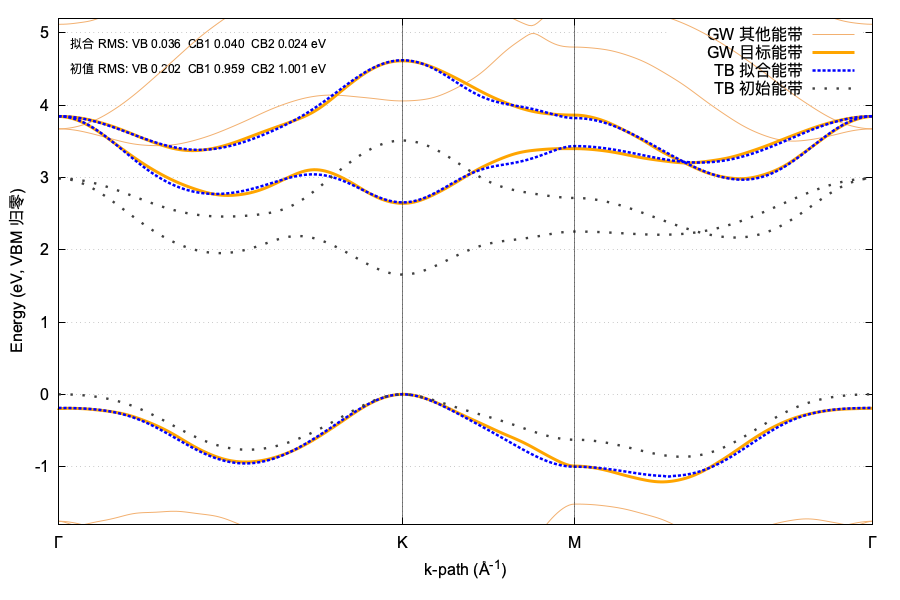 拟合 RMS: VB 0.036 CB1 0.040 CB2 0.024 eV
初值 RMS: VB 0.202 CB1 0.959 CB2 1.001 eV
GW 其他能带
GW 目标能带
TB 拟合能带
TB 初始能带
5
4
3
2
1
0
-1
Energy (eV, VBM 归零)
Γ K M Γ
k-path (Å-1)